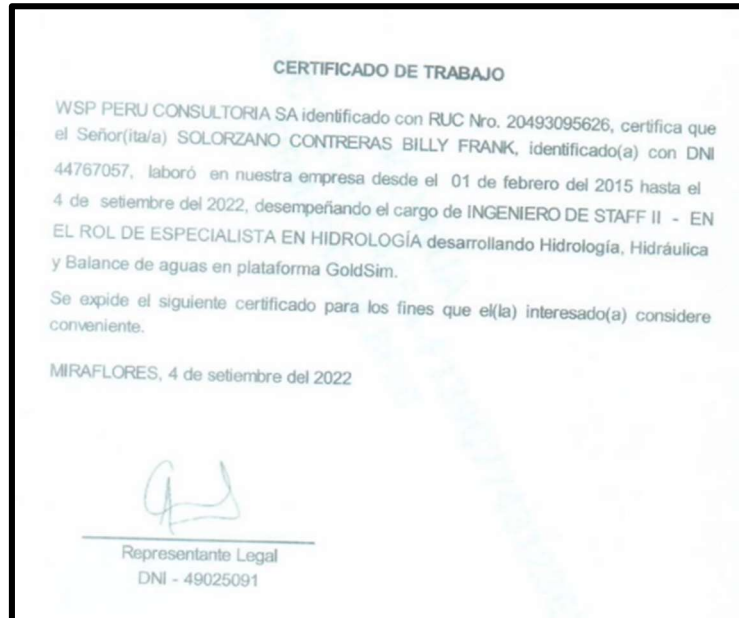 CERTIFICADO DE TRABAJO
WSP PERU CONSULTORIA SA identificado con RUC Nro. 20493095626, certifica que
el Señor(ita/a) SOLORZANO CONTRERAS BILLY FRANK, identificado(a) con DNI
44767057, laboró en nuestra empresa desde el 01 de febrero del 2015 hasta el
4 de setiembre del 2022, desempeñando el cargo de INGENIERO DE STAFF II - EN
EL ROL DE ESPECIALISTA EN HIDROLOGÍA desarrollando Hidrología, Hidráulica
y Balance de aguas en plataforma GoldSim.
Se expide el siguiente certificado para los fines que el(la) interesado(a) considere
conveniente.
MIRAFLORES, 4 de setiembre del 2022
Representante Legal
DNI - 49025091